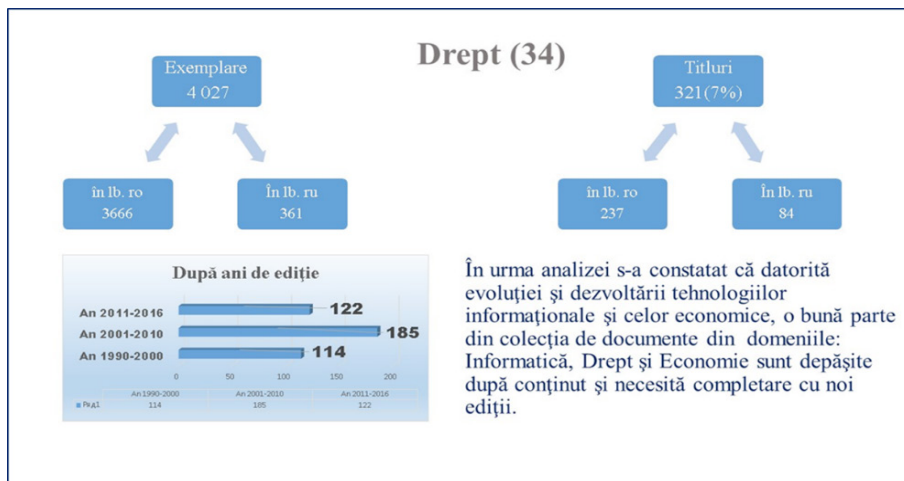 Drept (34)
Exemplare
4 027
în lb. ro
3666
În lb. ru
361
Titluri
321(7%)
în lb. ro
237
În lb. ru
84
După ani de ediție
An 2011-2016
122
An 2001-2010
185
An 1990-2000
114
0 50 100 150 200
An 1990-2000 An 2001-2010 An 2011-2016
Ряд1 114 185 122
În urma analizei s-a constatat că datorită
evoluției și dezvoltării tehnologiilor
informaționale și celor economice, o bună parte
din colecția de documente din domeniile:
Informatică, Drept și Economie sunt depășite
după conținut și necesită completare cu noi
ediții.